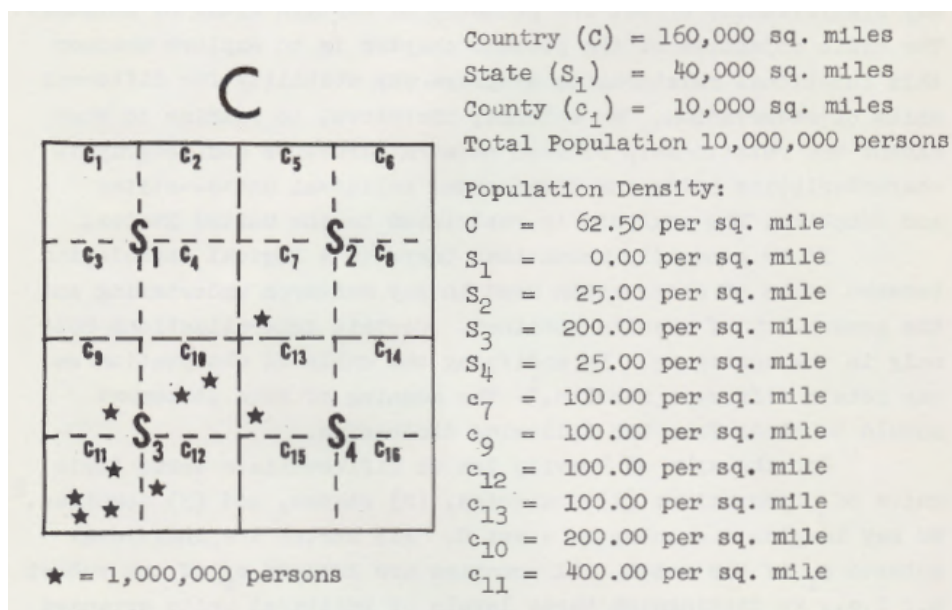 C
c1 c2 c5 c6
S1 S2
c3 c4 c7 c8
c9 c10 c13 c14
S3 S4
c11 c12 c15 c16
★ = 1,000,000 persons
Country (C) = 160,000 sq. miles
State (S1) = 40,000 sq. miles
County (c1) = 10,000 sq. miles
Total Population 10,000,000 persons
Population Density:
C = 62.50 per sq. mile
S1 = 0.00 per sq. mile
S2 = 25.00 per sq. mile
S3 = 200.00 per sq. mile
S4 = 25.00 per sq. mile
c7 = 100.00 per sq. mile
c9 = 100.00 per sq. mile
c12 = 100.00 per sq. mile
c13 = 100.00 per sq. mile
c10 = 200.00 per sq. mile
c11 = 400.00 per sq. mile